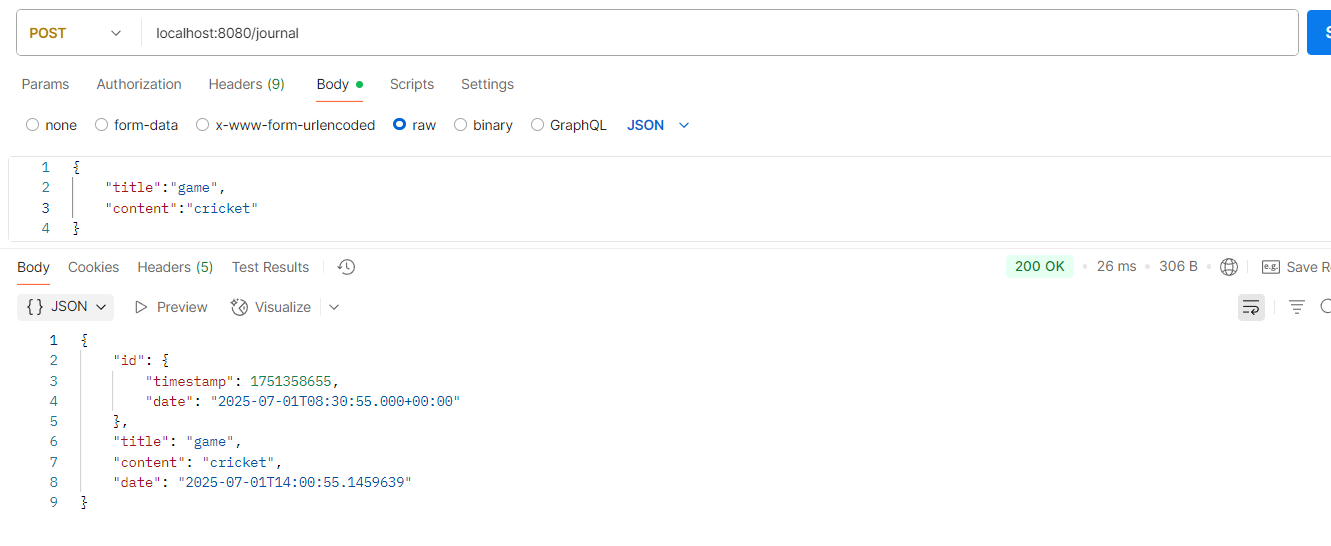 POST localhost:8080/journal S
Params Authorization Headers (9) Body Scripts Settings
none form-data x-www-form-urlencoded raw binary GraphQL JSON
1 {
2 "title":"game",
3 "content":"cricket"
4 }
Body Cookies Headers (5) Test Results 200 OK 26 ms 306 B e.g. Save R
{} JSON Preview Visualize
1 {
2 "id": {
3 "timestamp": 1751358655,
4 "date": "2025-07-01T08:30:55.000+00:00"
5 },
6 "title": "game",
7 "content": "cricket",
8 "date": "2025-07-01T14:00:55.1459639"
9 }